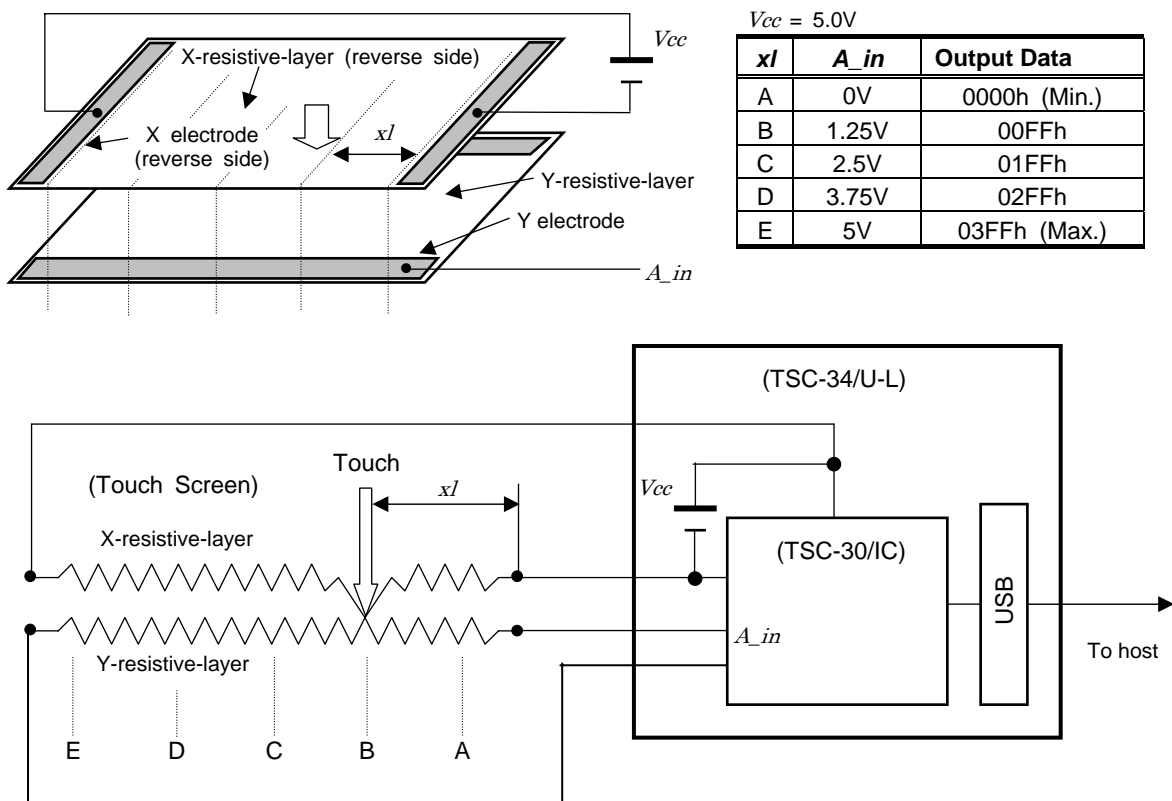 Vcc
X-resistive-layer (reverse side)
X electrode
(reverse side)
xl
Y-resistive-layer
Y electrode
A_in
Vcc = 5.0V
xl A_in Output Data
A 0V 0000h (Min.)
B 1.25V 00FFh
C 2.5V 01FFh
D 3.75V 02FFh
E 5V 03FFh (Max.)
(TSC-34/U-L)
Touch
(Touch Screen)
xl
Vcc
X-resistive-layer
(TSC-30/IC)
USB
A_in
To host
Y-resistive-layer
E D C B A